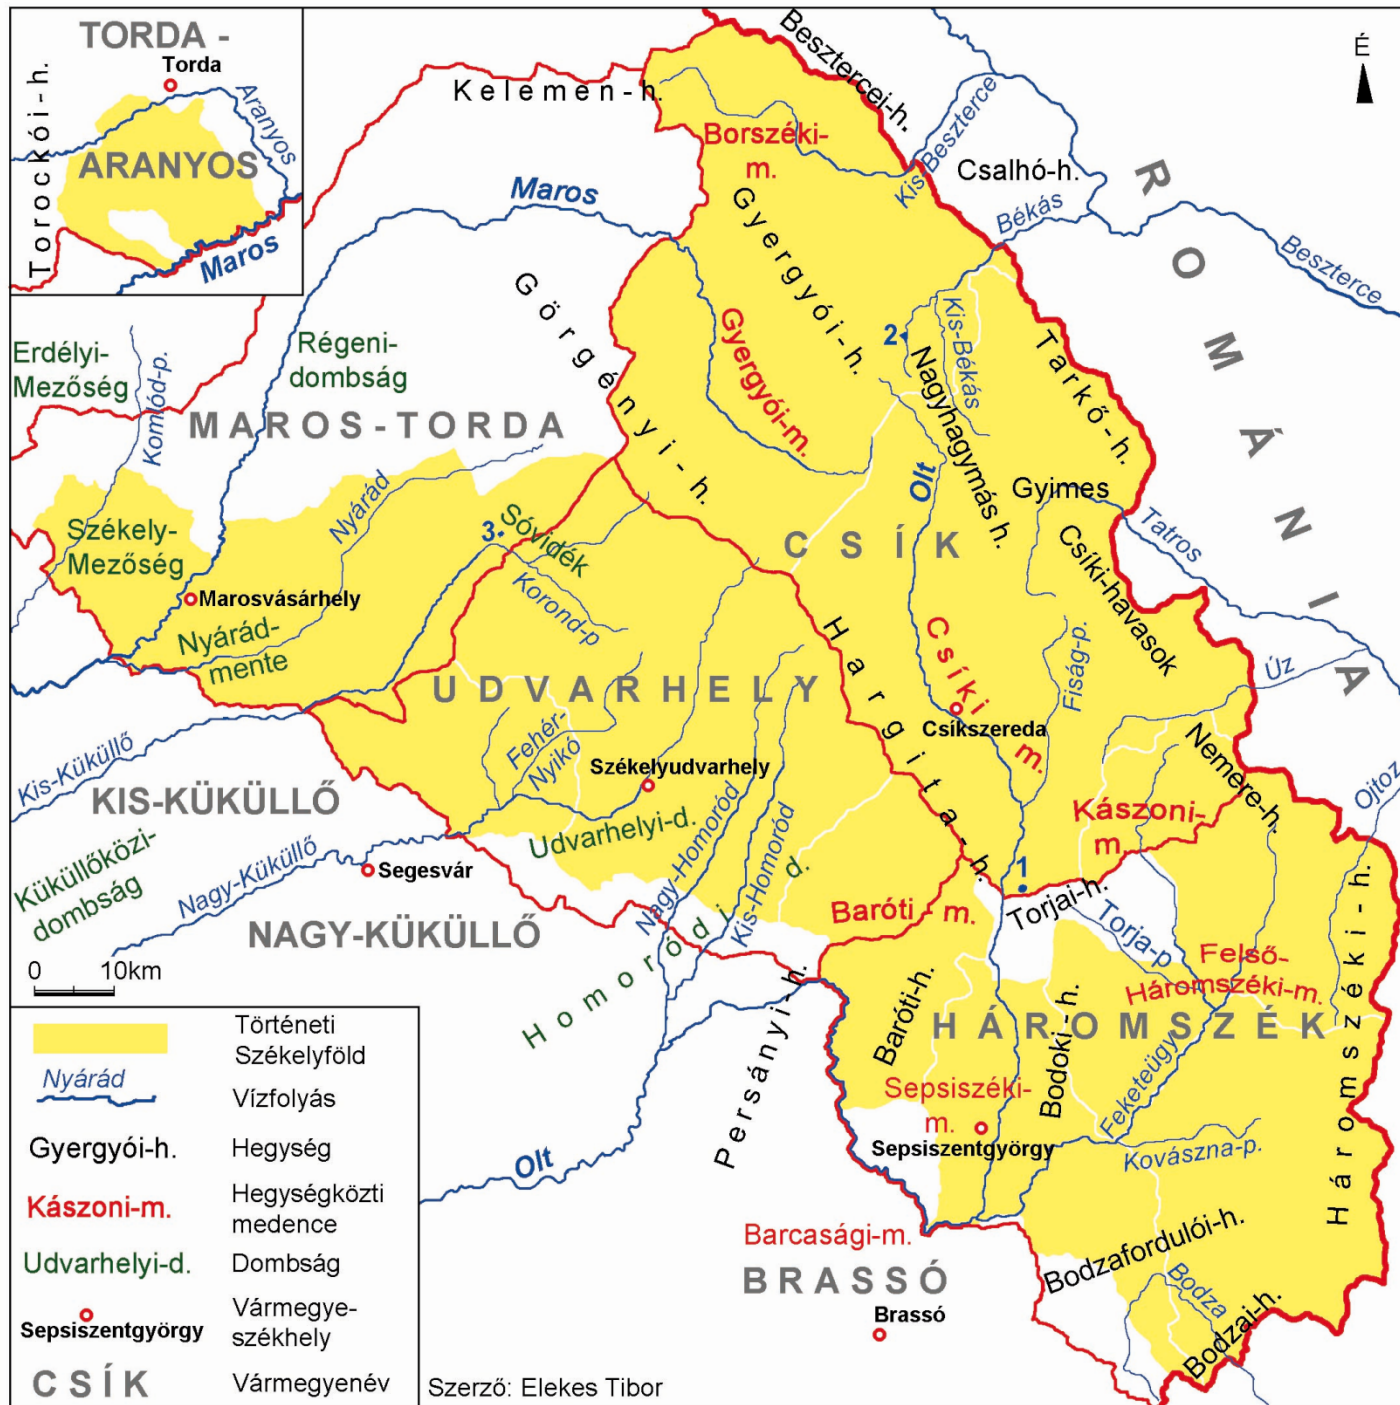 TORDA -
Torda
Aranyos
Torockói-h.
ARANYOS
Maros
Kelemen-h.
Besztercei-h.
É
Borszéki-
m.
Kis-Beszterce
Csalhó-h.
ROMÁNIA
Maros
Gyergyói-h.
Békás
Beszterce
Görgényi-h.
Gyergyói-m.
2
Kis-Békás
Nagyhagymás h.
Tarkő-h.
Erdélyi-
Mezőség
Komlód-p.
Régeni-
dombság
MAROS-TORDA
Olt
Gyimes
Tatros
Nyárád
Székely-
Mezőség
3
Sóvidék
CSÍK
Csíki-havasok
Marosvásárhely
Korond-p
Nyárád-
mente
Hargita-h.
Csíki
m.
Fiság-p.
Úz
UDVARHELY
Csíkszereda
Fehér-
Nyikó
Székelyudvarhely
Kis-Küküllő
KIS-KÜKÜLLŐ
Nemere-h.
Ojtoz
Kászoni-
m.
Udvarhelyi-d.
Nagy-Homoród
Kis-Homoród
Küküllőközi-
dombság
Nagy-Küküllő
Segesvár
1
Torjai-h.
Baróti - m.
NAGY-KÜKÜLLŐ
Homoródi d.
Torja-p
Felső-
Háromszéki-m.
Háromszéki-h.
0 10km
Persányi-h.
Baróti-h.
HÁROMSZÉK
Bodoki-h.
Feketeügy
Sepsiszéki-
m.
Sepsiszentgyörgy
Kovászna-p.
Olt
Barcasági-m.
BRASSÓ
Brassó
Bodzafordulói-h.
Bodza
Bodzai-h.
Történeti
Székelyföld
Nyárád
Vízfolyás
Gyergyói-h.
Hegység
Kászoni-m.
Hegységközti
medence
Udvarhelyi-d.
Dombság
Sepsiszentgyörgy
Vármegye-
székhely
CSÍK
Vármegyenév
Szerző: Elekes Tibor